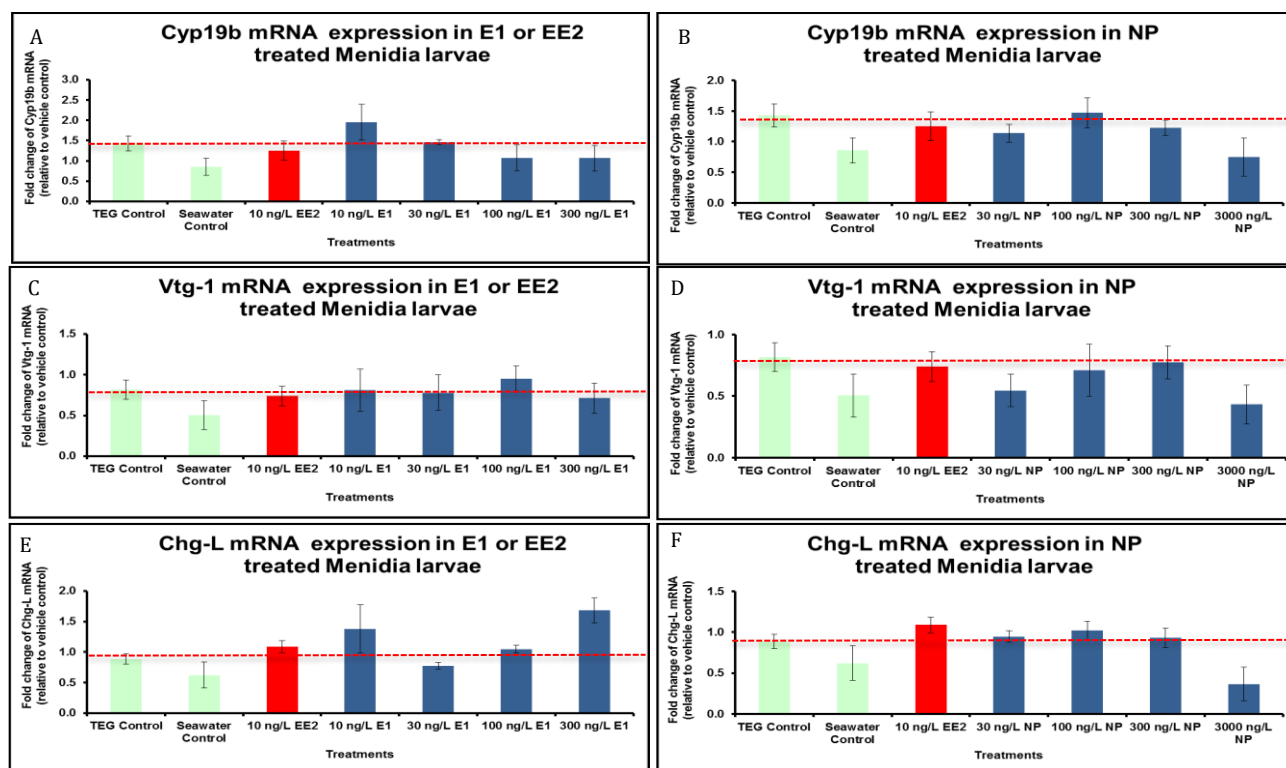 A
Cyp19b mRNA expression in E1 or EE2
treated Menidia larvae
Fold change of Cyp19b mRNA
(relative to vehicle control)
3.0
2.5
2.0
1.5
1.0
0.5
0.0
TEG Control
Seawater
Control
10 ng/L EE2
10 ng/L E1
30 ng/L E1
100 ng/L E1
300 ng/L E1
Treatments
B
Cyp19b mRNA expression in NP
treated Menidia larvae
Fold change of Cyp19b mRNA
(relative to vehicle control)
2.0
1.5
1.0
0.5
0.0
TEG Control
Seawater
Control
10 ng/L EE2
30 ng/L NP
100 ng/L NP
300 ng/L NP
3000 ng/L
NP
Treatments
C
Vtg-1 mRNA expression in E1 or EE2
treated Menidia larvae
Fold change of Vtg-1 mRNA
(relative to vehicle control)
1.5
1.0
0.5
0.0
TEG Control
Seawater
Control
10 ng/L EE2
10 ng/L E1
30 ng/L E1
100 ng/L E1
300 ng/L E1
Treatments
D
Vtg-1 mRNA expression in NP
treated Menidia larvae
Fold change of Vtg-1 mRNA
(relative to vehicle control)
1.0
0.5
0.0
TEG Control
Seawater
Control
10 ng/L EE2
30 ng/L NP
100 ng/L NP
300 ng/L NP
3000 ng/L
NP
Treatments
E
Chg-L mRNA expression in E1 or EE2
treated Menidia larvae
Fold change of Chg-L mRNA
(relative to vehicle control)
2.0
1.5
1.0
0.5
0.0
TEG Control
Seawater
Control
10 ng/L EE2
10 ng/L E1
30 ng/L E1
100 ng/L E1
300 ng/L E1
Treatments
F
Chg-L mRNA expression in NP
treated Menidia larvae
Fold change of Chg-L mRNA
(relative to vehicle control)
1.5
1.0
0.5
0.0
TEG Control
Seawater
Control
10 ng/L EE2
30 ng/L NP
100 ng/L NP
300 ng/L NP
3000 ng/L
NP
Treatments